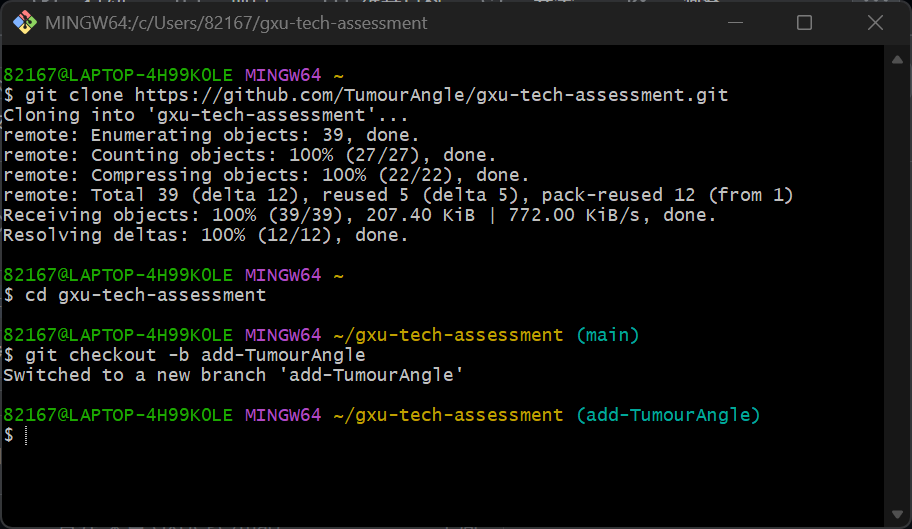 MINGW64:/c/Users/82167/gxu-tech-assessment
82167@LAPTOP-4H99K0LE MINGW64 ~
$ git clone https://github.com/TumourAngle/gxu-tech-assessment.git
Cloning into 'gxu-tech-assessment'...
remote: Enumerating objects: 39, done.
remote: Counting objects: 100% (27/27), done.
remote: Compressing objects: 100% (22/22), done.
remote: Total 39 (delta 12), reused 5 (delta 5), pack-reused 12 (from 1)
Receiving objects: 100% (39/39), 207.40 KiB | 772.00 KiB/s, done.
Resolving deltas: 100% (12/12), done.
82167@LAPTOP-4H99K0LE MINGW64 ~
$ cd gxu-tech-assessment
82167@LAPTOP-4H99K0LE MINGW64 ~/gxu-tech-assessment (main)
$ git checkout -b add-TumourAngle
Switched to a new branch 'add-TumourAngle'
82167@LAPTOP-4H99K0LE MINGW64 ~/gxu-tech-assessment (add-TumourAngle)
$